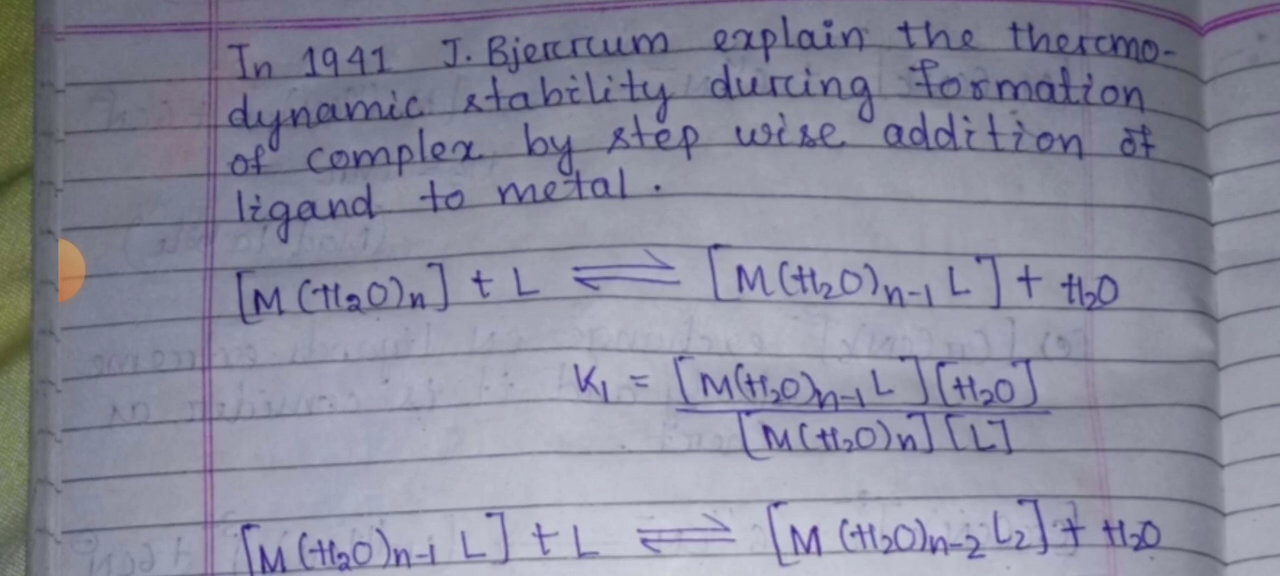 In 1941 J. Bjerrum explain the thermo-
dynamic stability during formation
of complex by step wise addition of
ligand to metal.
[M(H₂O)n] + L ⇌ [M(H₂O)n-1 L] + H₂O
K₁ = [M(H₂O)n-1 L][H₂O]
[M(H₂O)n][L]
[M(H₂O)n-1 L] + L ⇌ [M(H₂O)n-2 L₂] + H₂O